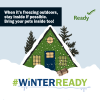 When it's freezing outdoors,
stay inside if possible.
Bring your pets inside too!
Ready
#WiNTERREADY